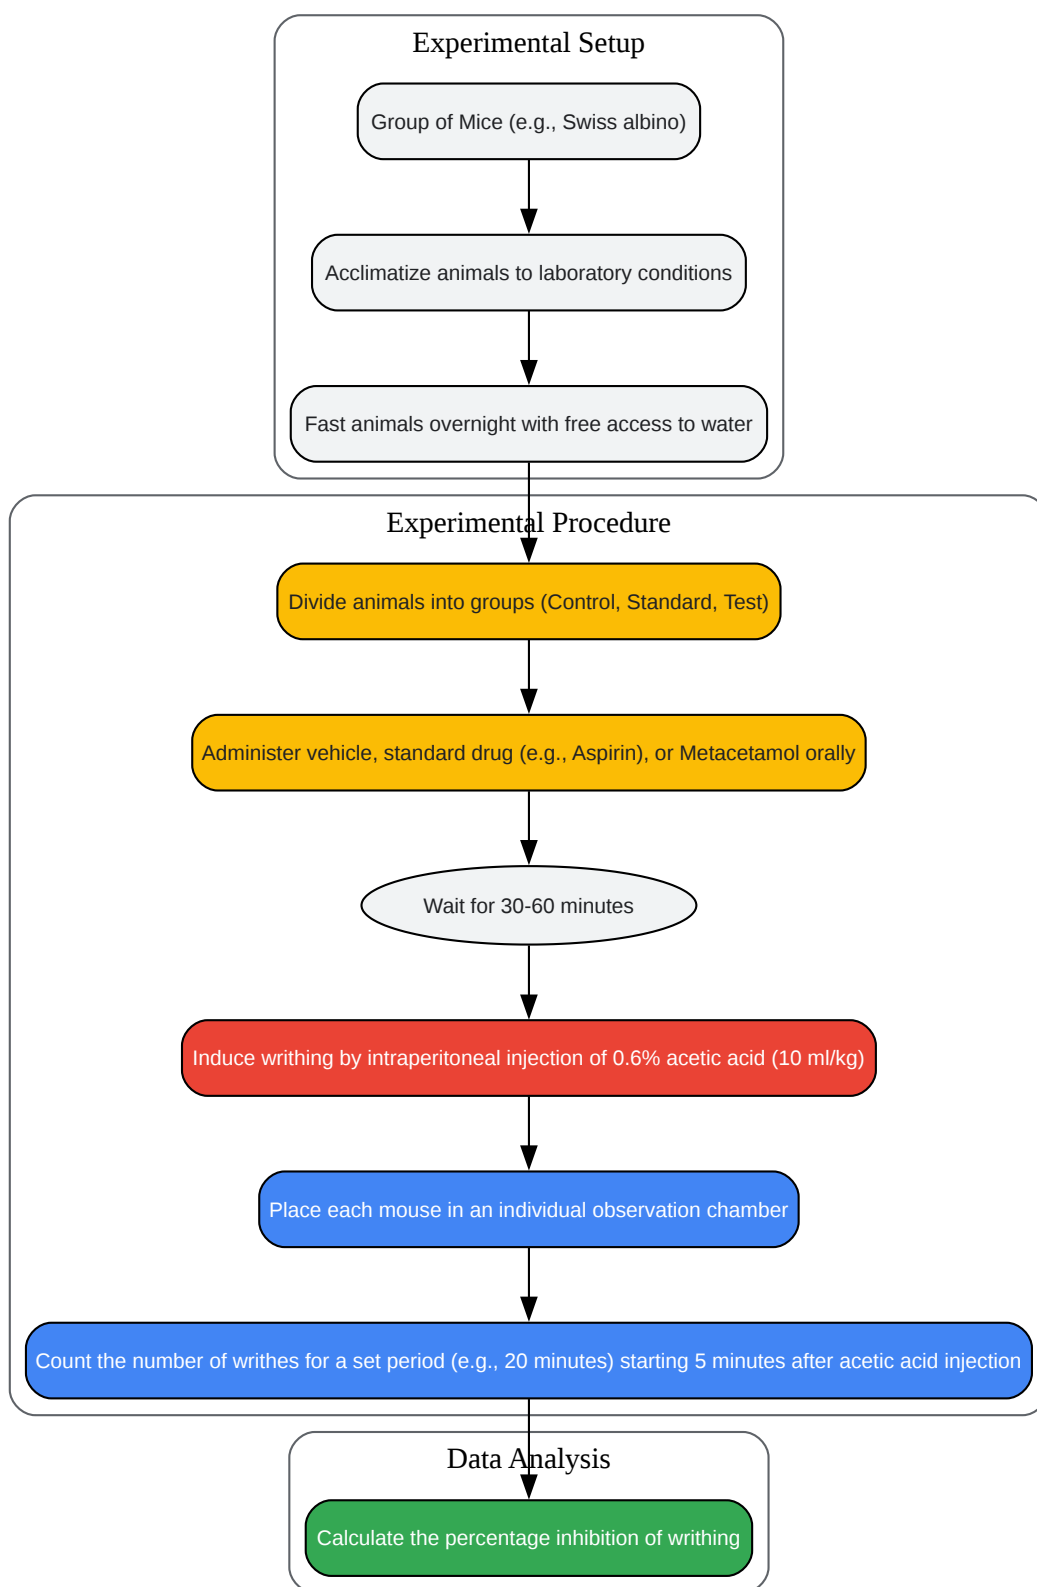 Experimental Setup
Group of Mice (e.g., Swiss albino)
Acclimatize animals to laboratory conditions
Fast animals overnight with free access to water
Experimental Procedure
Divide animals into groups (Control, Standard, Test)
Administer vehicle, standard drug (e.g., Aspirin), or Metacetamol orally
Wait for 30-60 minutes
Induce writhing by intraperitoneal injection of 0.6% acetic acid (10 ml/kg)
Place each mouse in an individual observation chamber
Count the number of writhes for a set period (e.g., 20 minutes) starting 5 minutes after acetic acid injection
Data Analysis
Calculate the percentage inhibition of writhing